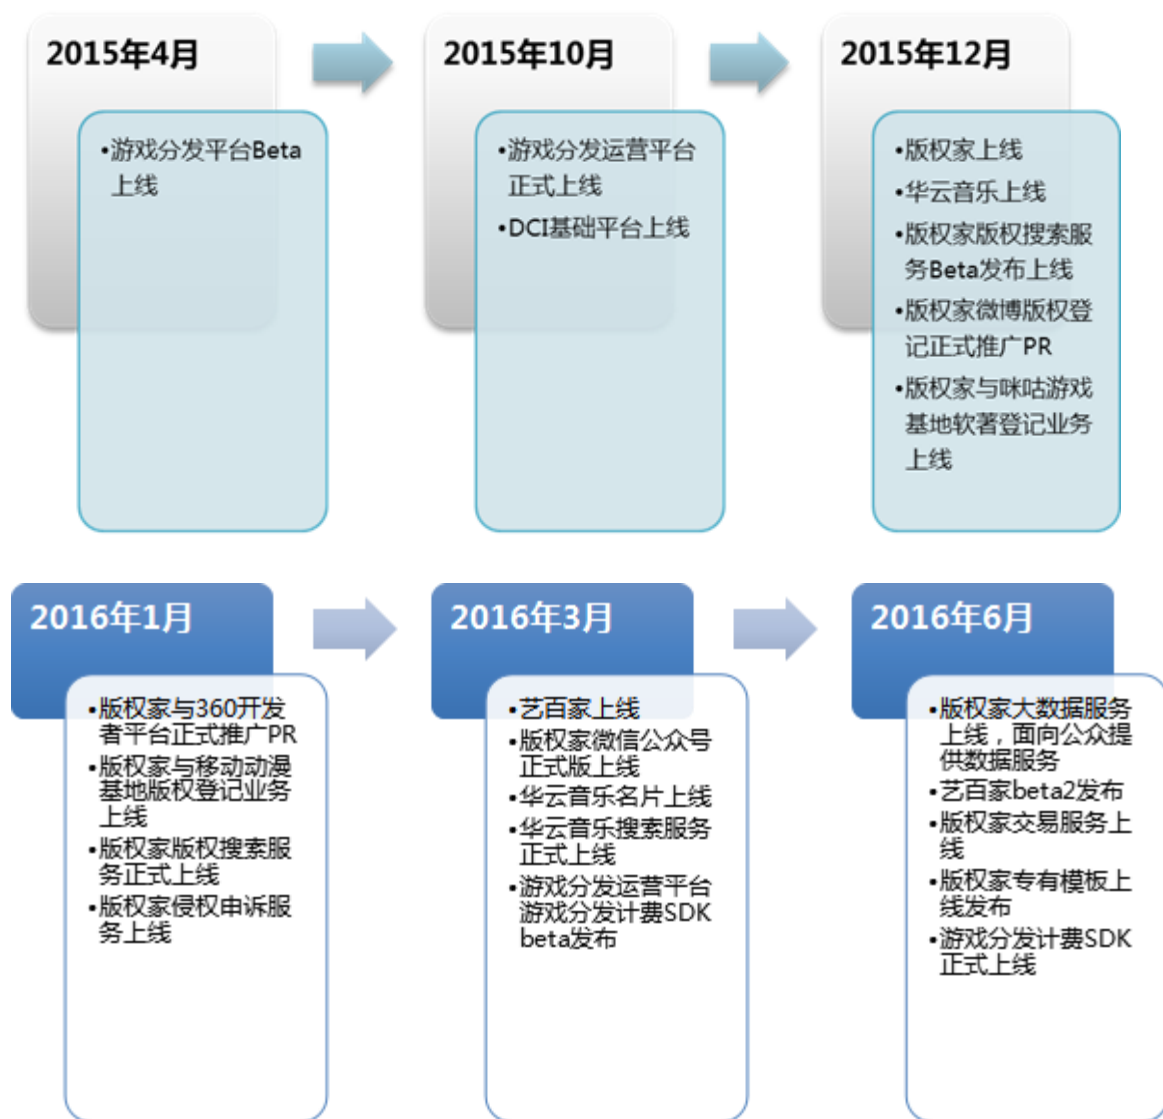 2015年4月
•游戏分发平台Beta
上线
2015年10月
•游戏分发运营平台
正式上线
•DCI基础平台上线
2015年12月
•版权家上线
•华云音乐上线
•版权家版权搜索服
务Beta发布上线
•版权家微博版权登
记正式推广PR
•版权家与咪咕游戏
基地软著登记业务
上线
2016年1月
•版权家与360开发
者平台正式推广PR
•版权家与移动动漫
基地版权登记业务
上线
•版权家版权搜索服
务正式上线
•版权家侵权申诉服
务上线
2016年3月
•艺百家上线
•版权家微信公众号
正式版上线
•华云音乐名片上线
•华云音乐搜索服务
正式上线
•游戏分发运营平台
游戏分发计费SDK
beta发布
2016年6月
•版权家大数据服务
上线，面向公众提
供数据服务
•艺百家beta2发布
•版权家交易服务上
线
•版权家专有模板上
线发布
•游戏分发计费SDK
正式上线